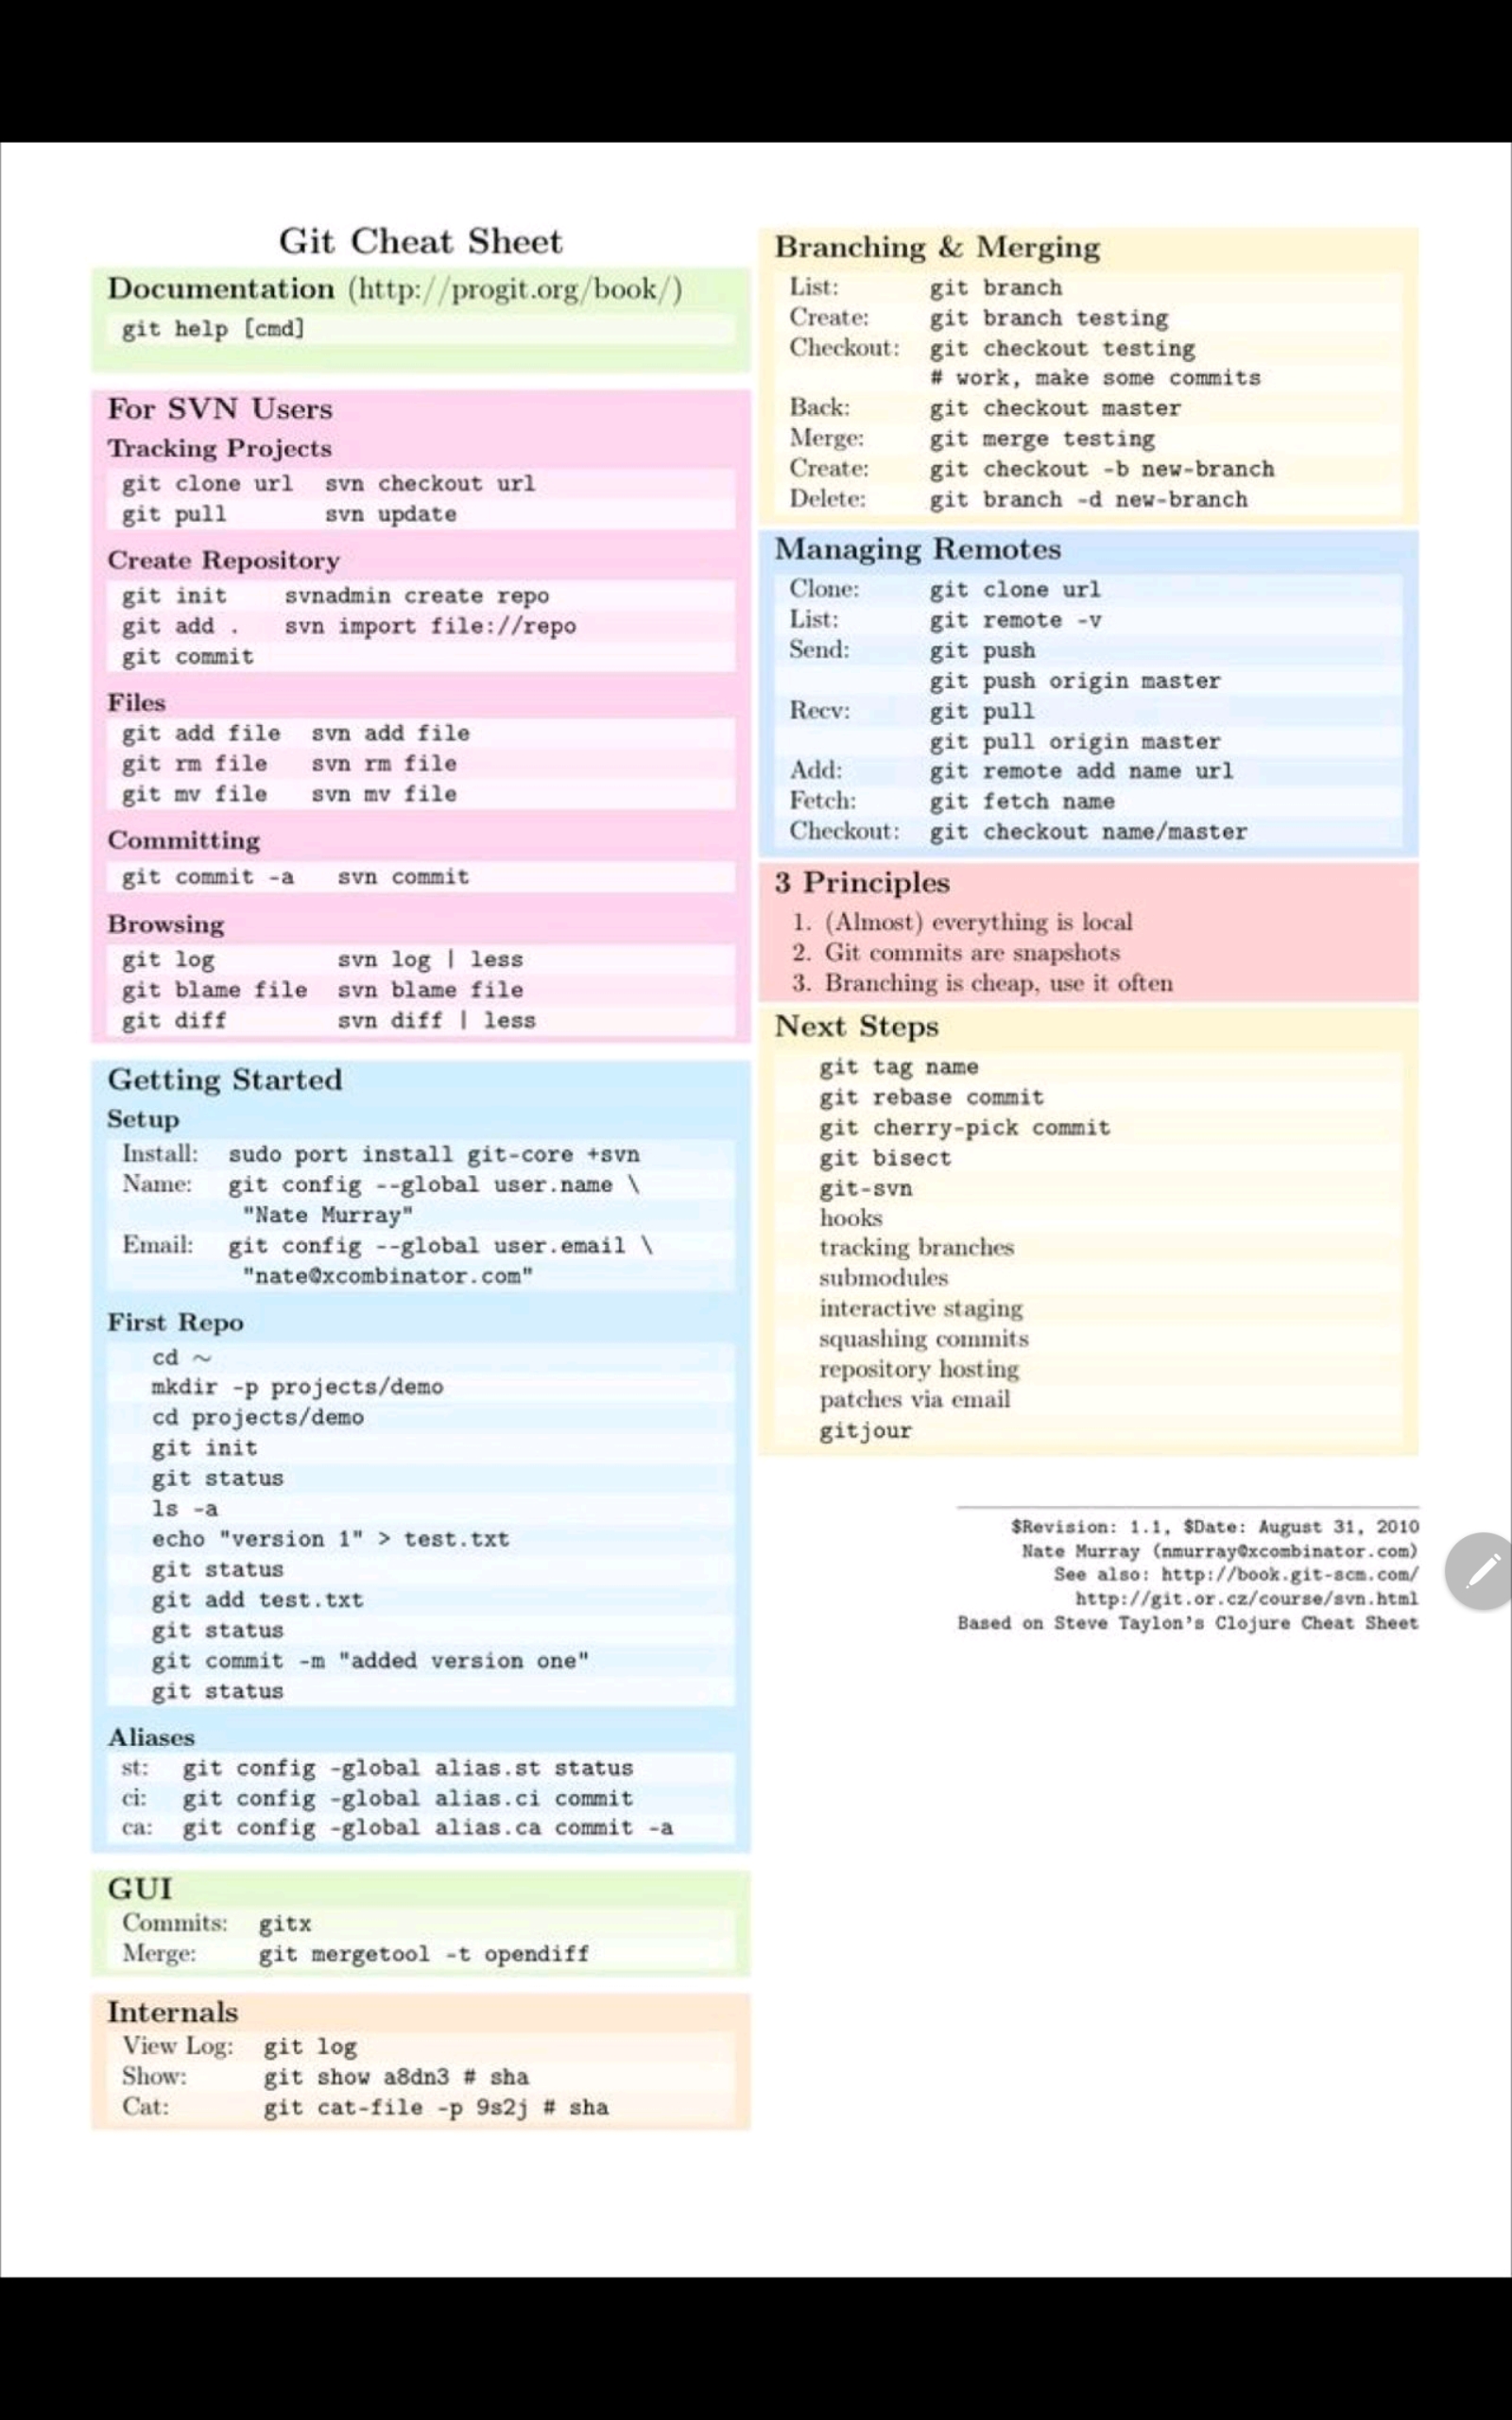 Git Cheat Sheet
Documentation (http://progit.org/book/)
git help [cmd]
For SVN Users
Tracking Projects
git clone url svn checkout url
git pull svn update
Create Repository
git init svnadmin create repo
git add . svn import file://repo
git commit
Files
git add file svn add file
git rm file svn rm file
git mv file svn mv file
Committing
git commit -a svn commit
Browsing
git log svn log | less
git blame file svn blame file
git diff svn diff | less
Getting Started
Setup
Install: sudo port install git-core +svn
Name: git config --global user.name \
"Nate Murray"
Email: git config --global user.email \
"nate@xcombinator.com"
First Repo
cd ~
mkdir -p projects/demo
cd projects/demo
git init
git status
ls -a
echo "version 1" > test.txt
git status
git add test.txt
git status
git commit -m "added version one"
git status
Aliases
st: git config -global alias.st status
ci: git config -global alias.ci commit
ca: git config -global alias.ca commit -a
GUI
Commits: gitx
Merge: git mergetool -t opendiff
Internals
View Log: git log
Show: git show a8dn3 # sha
Cat: git cat-file -p 9s2j # sha
Branching & Merging
List: git branch
Create: git branch testing
Checkout: git checkout testing
# work, make some commits
Back: git checkout master
Merge: git merge testing
Create: git checkout -b new-branch
Delete: git branch -d new-branch
Managing Remotes
Clone: git clone url
List: git remote -v
Send: git push
git push origin master
Recv: git pull
git pull origin master
Add: git remote add name url
Fetch: git fetch name
Checkout: git checkout name/master
3 Principles
1. (Almost) everything is local
2. Git commits are snapshots
3. Branching is cheap, use it often
Next Steps
git tag name
git rebase commit
git cherry-pick commit
git bisect
git-svn
hooks
tracking branches
submodules
interactive staging
squashing commits
repository hosting
patches via email
gitjour
$Revision: 1.1, $Date: August 31, 2010
Nate Murray (nmurray@xcombinator.com)
See also: http://book.git-scm.com/
http://git.or.cz/course/svn.html
Based on Steve Taylon's Clojure Cheat Sheet